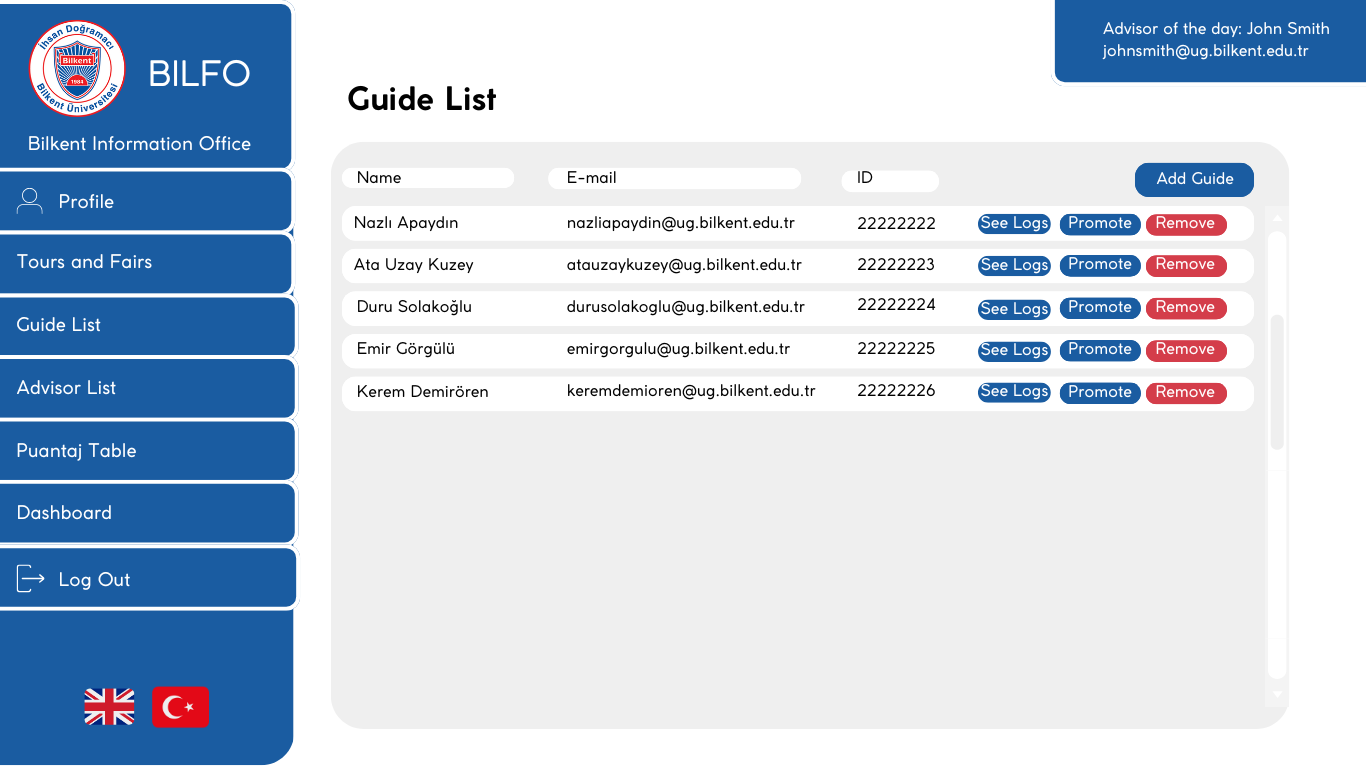 İhsan Doğramacı
Bilkent
1984
Bilkent Üniversitesi
BILFO
Bilkent Information Office
Profile
Tours and Fairs
Guide List
Advisor List
Puantaj Table
Dashboard
Log Out
Advisor of the day: John Smith
johnsmith@ug.bilkent.edu.tr
Guide List
Name E-mail ID Add Guide
Nazlı Apaydın nazliapaydin@ug.bilkent.edu.tr 22222222 See Logs Promote Remove
Ata Uzay Kuzey atauzaykuzey@ug.bilkent.edu.tr 22222223 See Logs Promote Remove
Duru Solakoğlu durusolakoglu@ug.bilkent.edu.tr 22222224 See Logs Promote Remove
Emir Görgülü emirgorgulu@ug.bilkent.edu.tr 22222225 See Logs Promote Remove
Kerem Demirören keremdemioren@ug.bilkent.edu.tr 22222226 See Logs Promote Remove